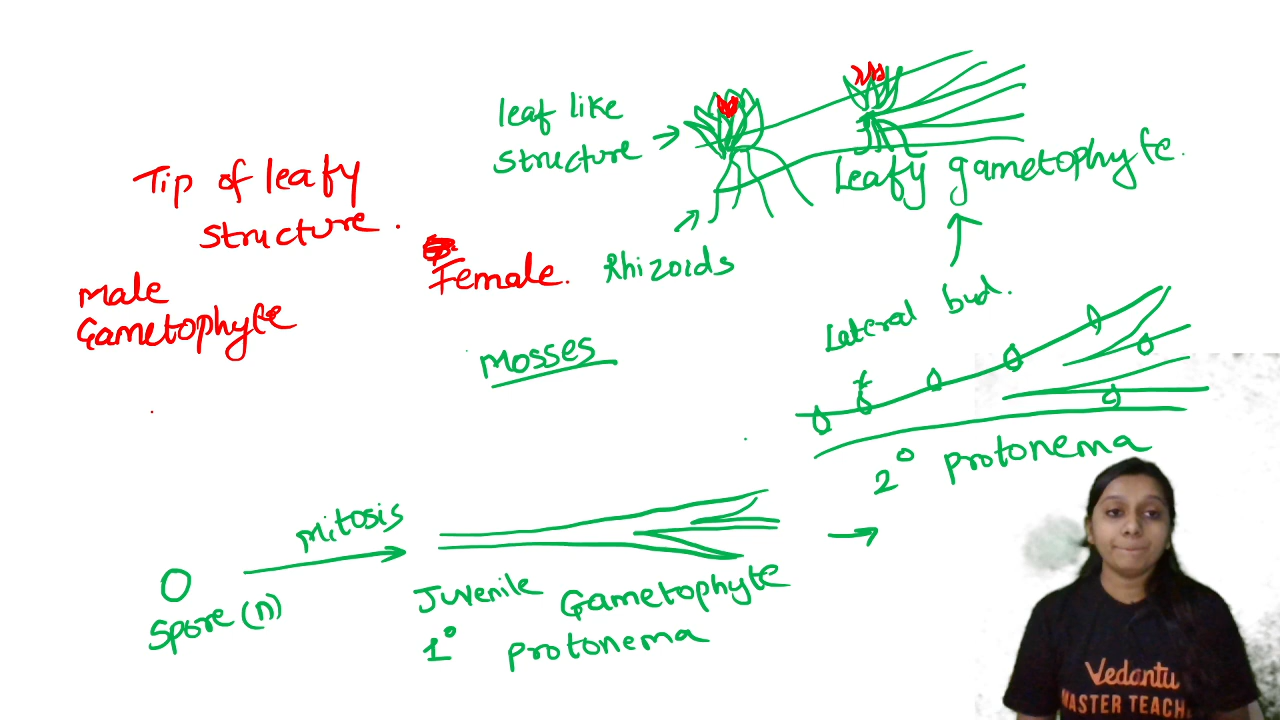 leaf like
structure
Leafy gametophyte.
Tip of leafy
structure.
Female.
Rhizoids
Male
Gametophyte
Lateral bud.
Mosses
2° protonema
Mitosis
Spore (n)
Juvenile Gametophyte
1° protonema
Vedantu
MASTER TEACH